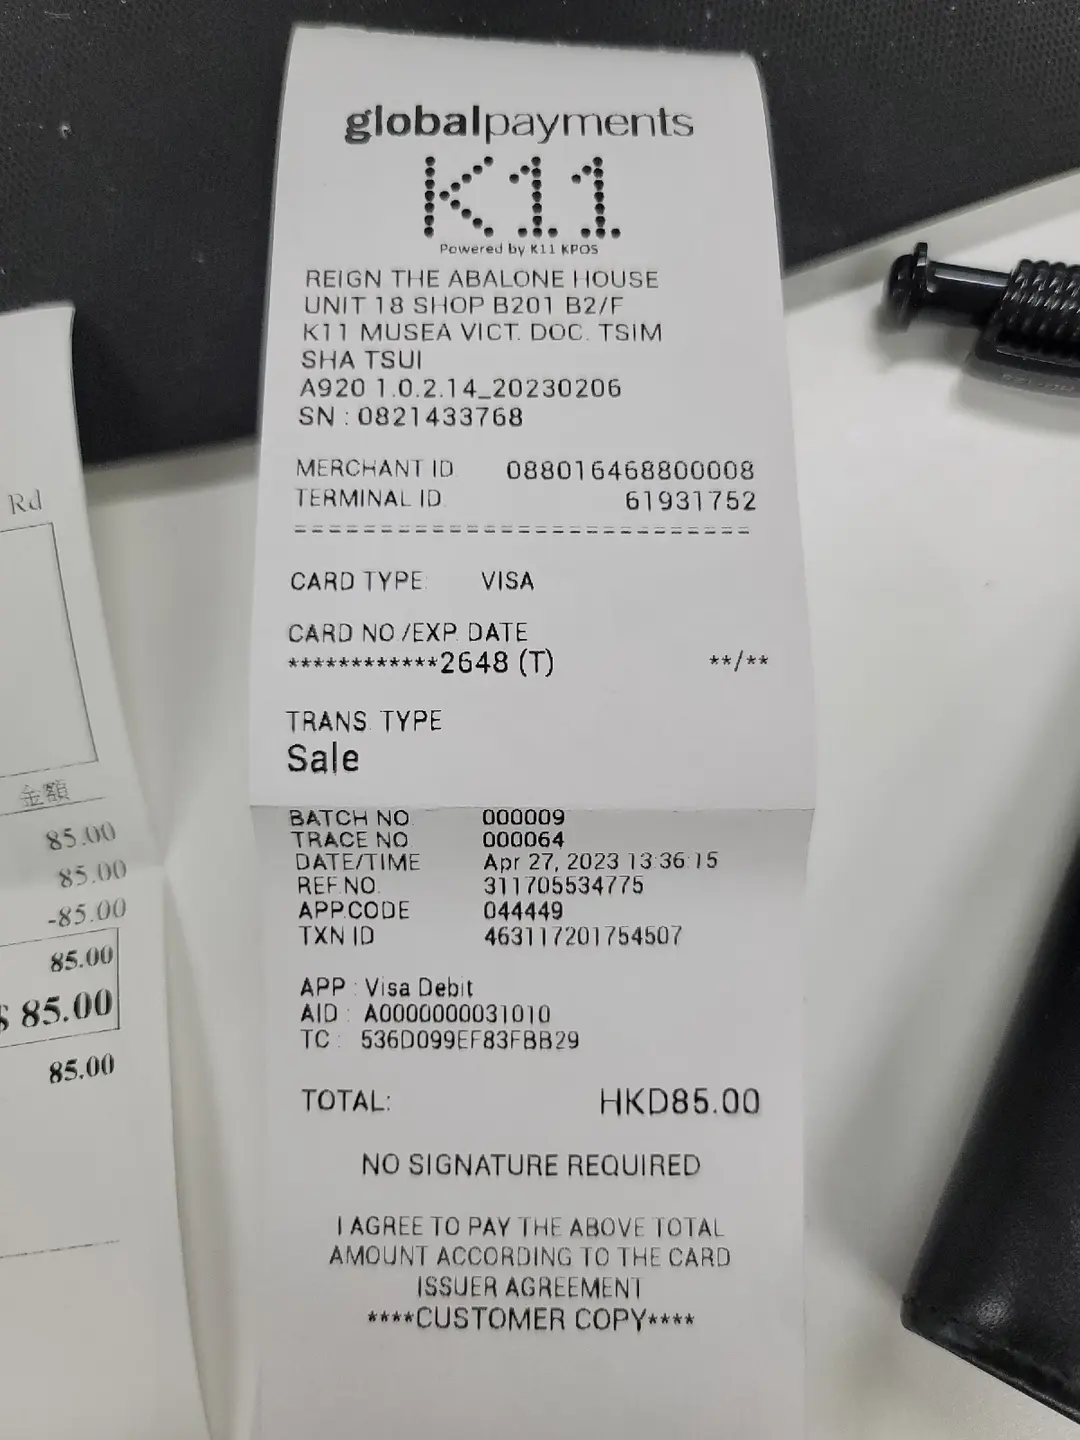 globalpayments
K11
Powered by K11 KPOS
REIGN THE ABALONE HOUSE
UNIT 18 SHOP B201 B2/F
K11 MUSEA VICT. DOC. TSIM
SHA TSUI
A920 1.0.2.14_20230206
SN : 0821433768
MERCHANT ID. 088016468800008
TERMINAL ID. 61931752
============================
CARD TYPE: VISA
CARD NO./EXP. DATE
************2648 (T) **/**
TRANS. TYPE
Sale
BATCH NO. 000009
TRACE NO. 000064
DATE/TIME Apr 27, 2023 13:36:15
REF.NO. 311705534775
APP.CODE 044449
TXN ID 463117201754507
APP : Visa Debit
AID : A0000000031010
TC : 536D099EF83FBB29
TOTAL: HKD85.00
NO SIGNATURE REQUIRED
I AGREE TO PAY THE ABOVE TOTAL
AMOUNT ACCORDING TO THE CARD
ISSUER AGREEMENT
****CUSTOMER COPY****
Rd
金額
85.00
85.00
-85.00
85.00
$ 85.00
85.00